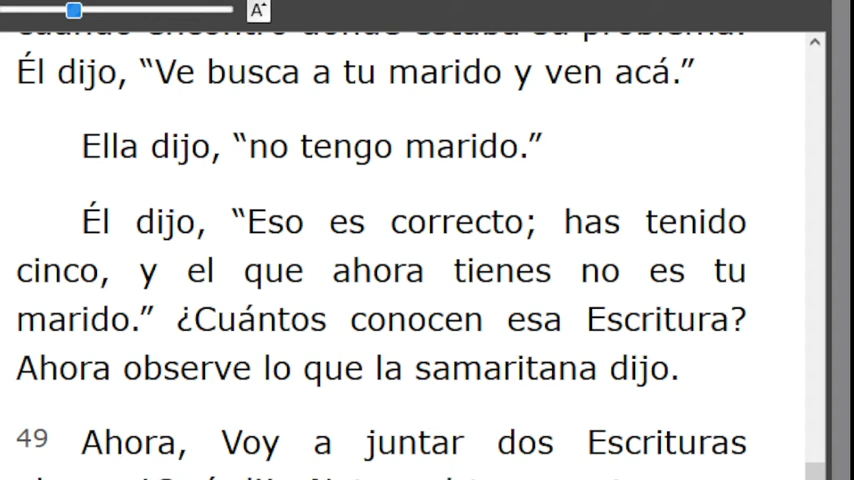 A
Él dijo, “Ve busca a tu marido y ven acá.”
Ella dijo, “no tengo marido.”
Él dijo, “Eso es correcto; has tenido
cinco, y el que ahora tienes no es tu
marido.” ¿Cuántos conocen esa Escritura?
Ahora observe lo que la samaritana dijo.
49 Ahora, Voy a juntar dos Escrituras